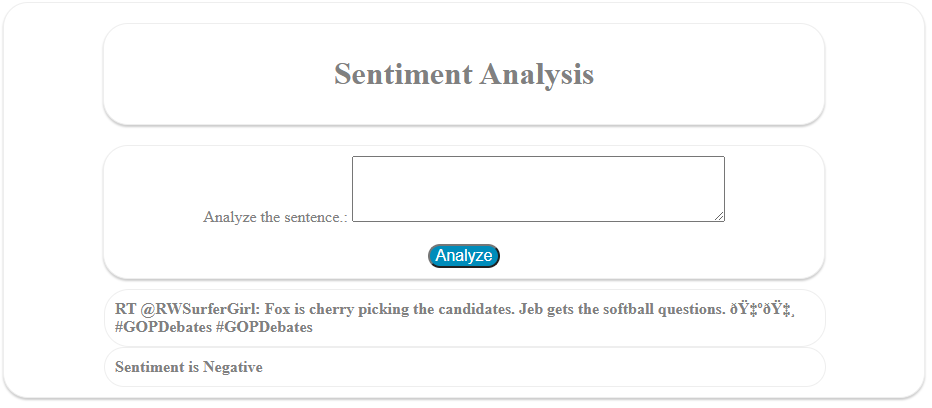 Sentiment Analysis
Analyze the sentence.:
Analyze
RT @RWSurferGirl: Fox is cherry picking the candidates. Jeb gets the softball questions. ðŸ‡ºðŸ‡¸
#GOPDebates #GOPDebates
Sentiment is Negative